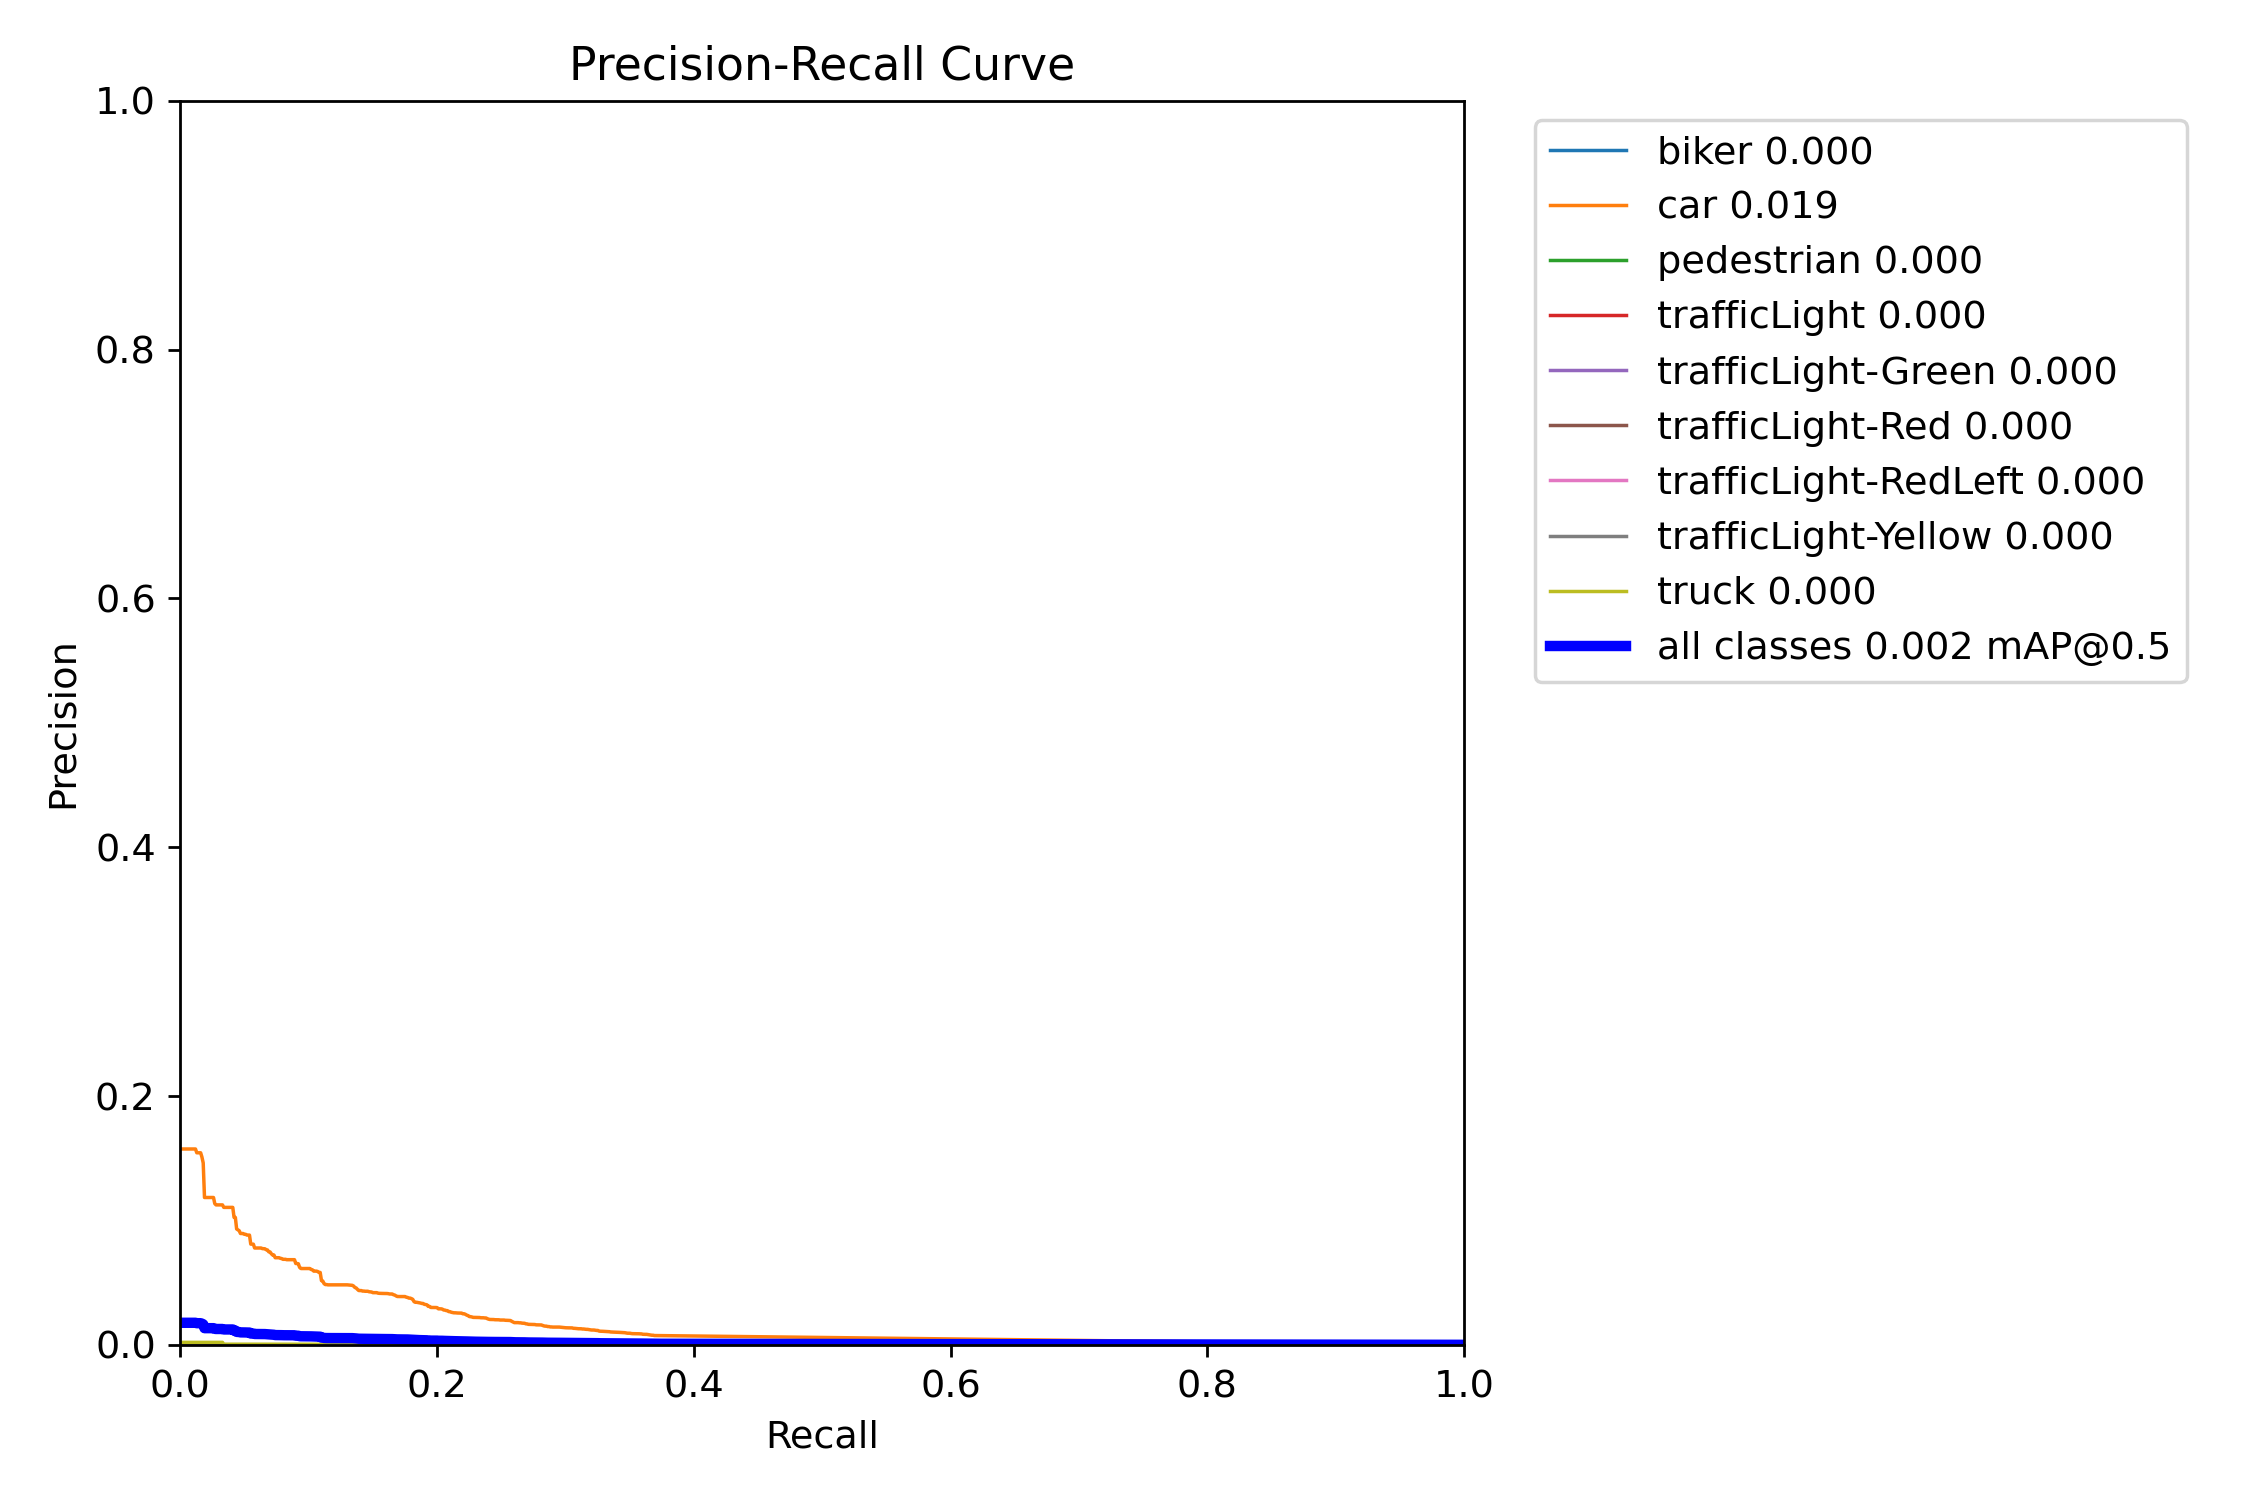 Precision-Recall Curve
1.0
0.8
0.6
0.4
0.2
0.0
Precision
0.0 0.2 0.4 0.6 0.8 1.0
Recall
biker 0.000
car 0.019
pedestrian 0.000
trafficLight 0.000
trafficLight-Green 0.000
trafficLight-Red 0.000
trafficLight-RedLeft 0.000
trafficLight-Yellow 0.000
truck 0.000
all classes 0.002 mAP@0.5